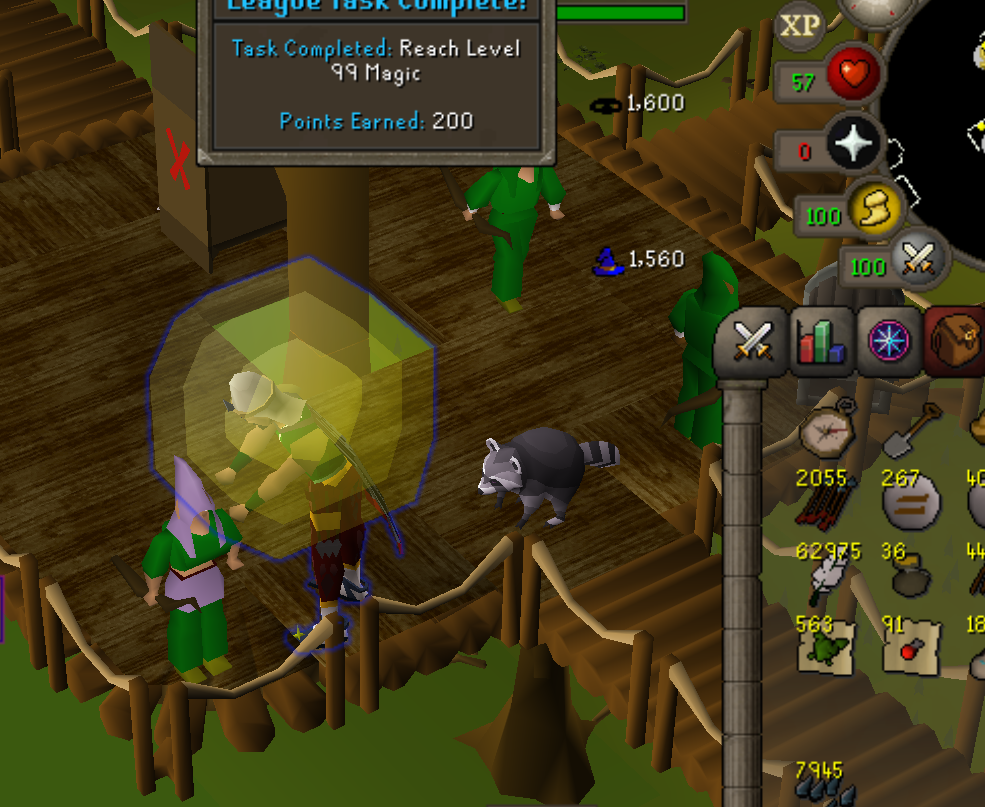 League Task Complete!
Task Completed: Reach Level
99 Magic
Points Earned: 200
XP
57
0
100
100
1,600
1,560
2055
267
62975
36
563
91
7945